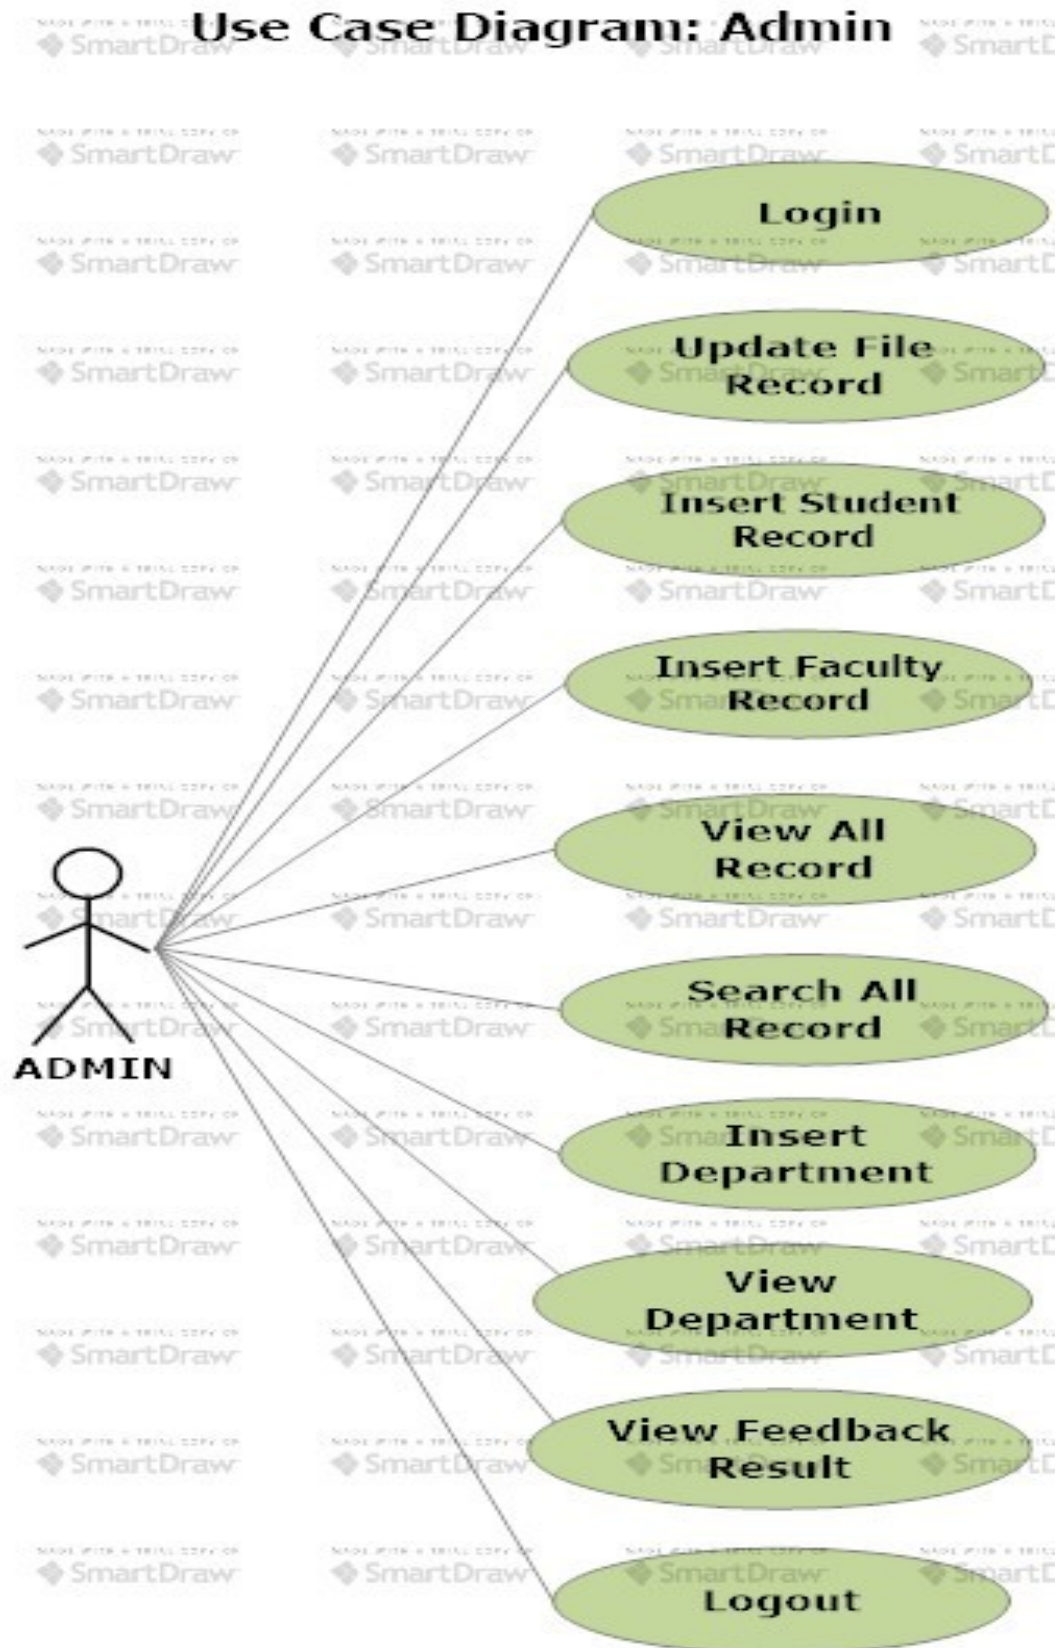 Use Case Diagram: Admin
Login
Update File
Record
Insert Student
Record
Insert Faculty
Record
View All
Record
ADMIN
Search All
Record
Insert
Department
View
Department
View Feedback
Result
Logout
SmartDraw